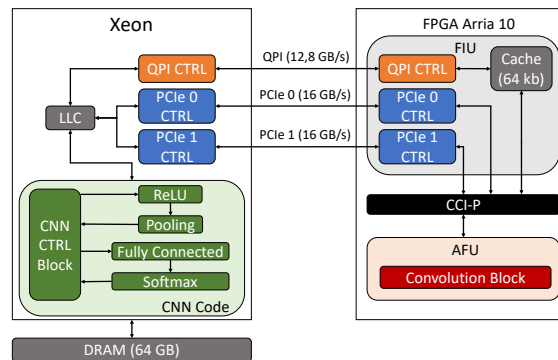 Xeon
FPGA Arria 10
FIU
QPI (12,8 GB/s)
QPI CTRL
QPI CTRL
Cache
(64 kb)
PCIe 0 (16 GB/s)
PCIe 0
CTRL
PCIe 0
CTRL
LLC
PCIe 1 (16 GB/s)
PCIe 1
CTRL
PCIe 1
CTRL
ReLU
CNN
CTRL
Block
Pooling
Fully Connected
Softmax
CNN Code
CCI-P
AFU
Convolution Block
DRAM (64 GB)